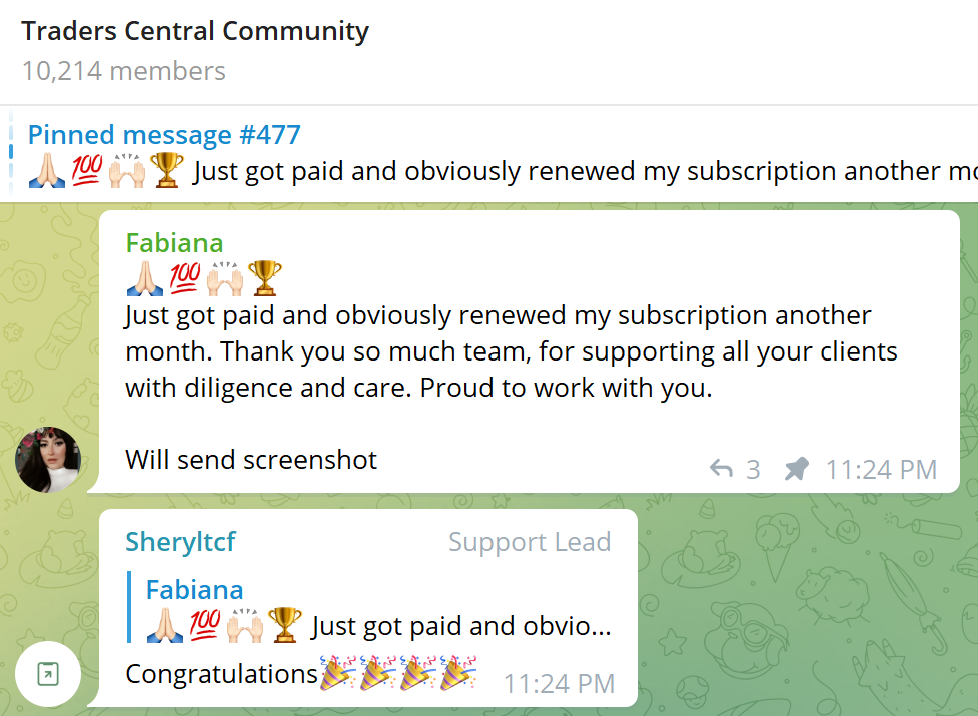 Traders Central Community
10,214 members
Pinned message #477
🙏🏻💯🙌🏻🏆 Just got paid and obviously renewed my subscription another
Fabiana
🙏🏻💯🙌🏻🏆
Just got paid and obviously renewed my subscription another
month. Thank you so much team, for supporting all your clients
with diligence and care. Proud to work with you.
Will send screenshot
3 11:24 PM
Sheryltcf Support Lead
Fabiana
🙏🏻💯🙌🏻🏆 Just got paid and obvio...
Congratulations🎉🎉🎉🎉 11:24 PM